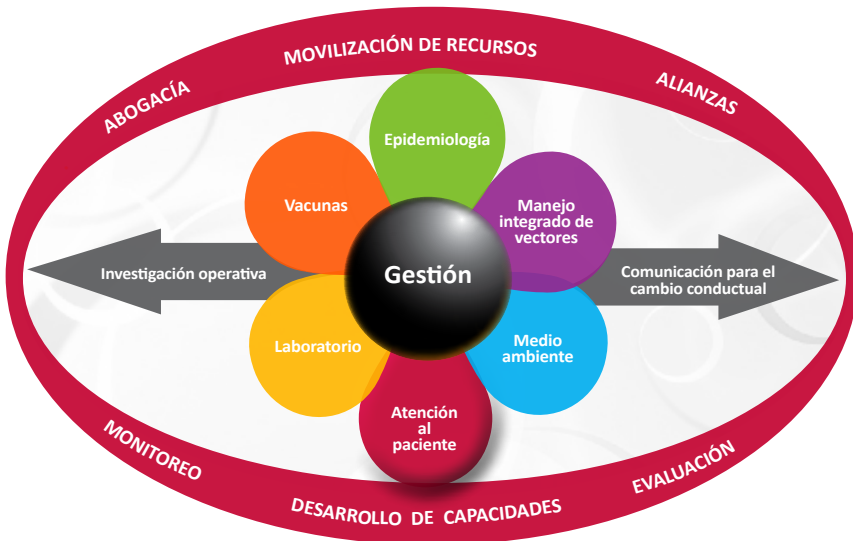 MOVILIZACIÓN DE RECURSOS
ABOGACÍA
ALIANZAS
Epidemiología
Vacunas
Manejo
integrado de
vectores
Gestión
Investigación operativa
Comunicación para el
cambio conductual
Laboratorio
Medio
ambiente
Atención
al
paciente
MONITOREO
EVALUACIÓN
DESARROLLO DE CAPACIDADES